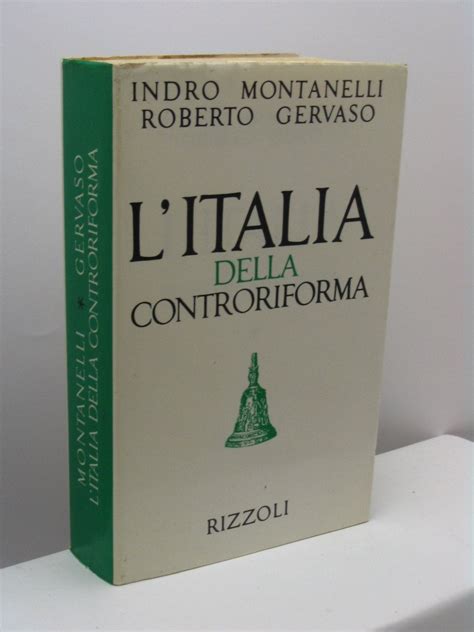 INDRO MONTANELLI
ROBERTO GERVASO
L'ITALIA
DELLA
CONTRORIFORMA
RIZZOLI
MONTANELLI * GERVASO
L'ITALIA DELLA CONTRORIFORMA